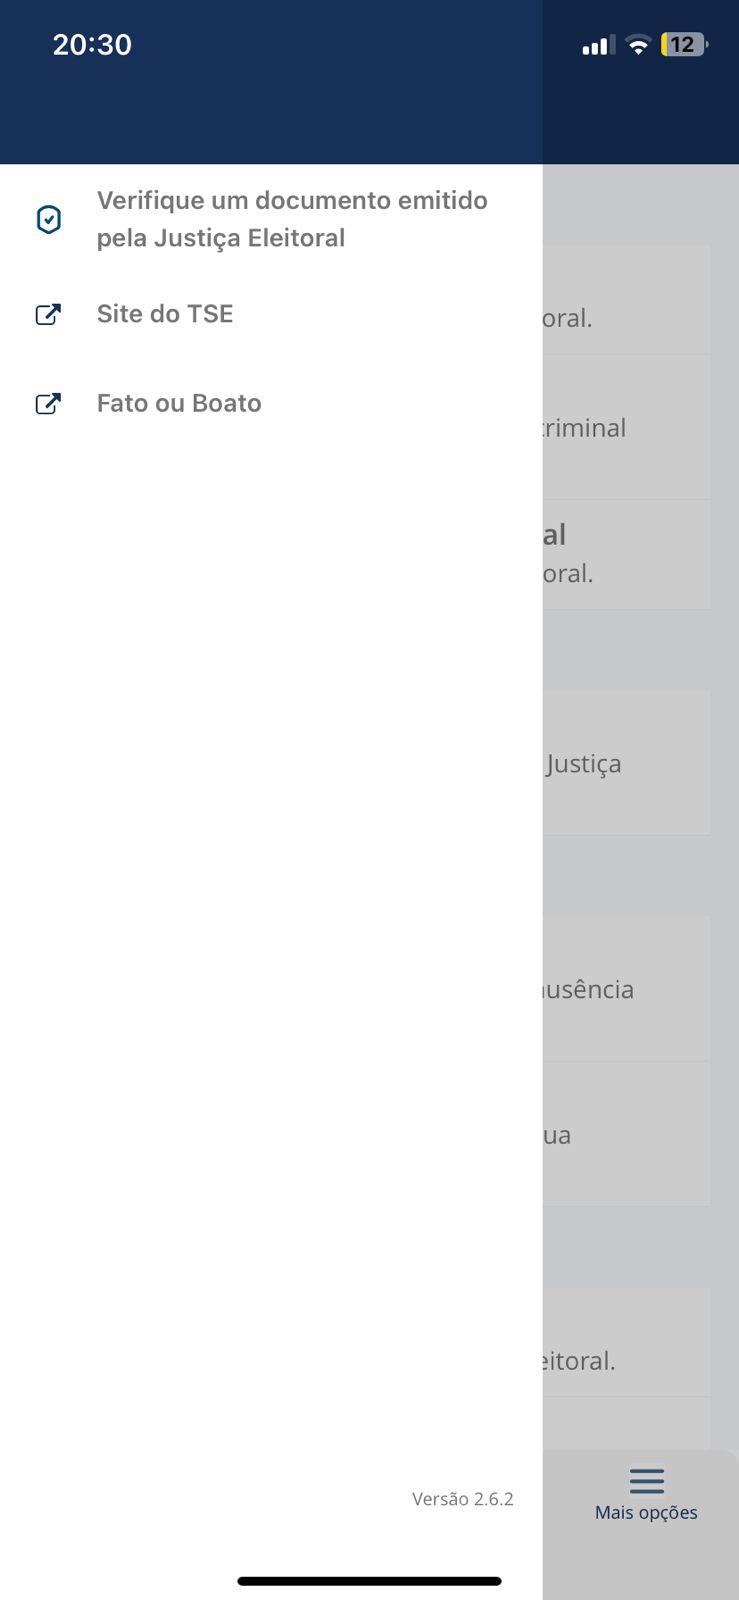 20:30
12
Verifique um documento emitido
pela Justiça Eleitoral
Site do TSE
Fato ou Boato
oral.
criminal
al
oral.
Justiça
usência
ua
eitoral.
Versão 2.6.2
Mais opções